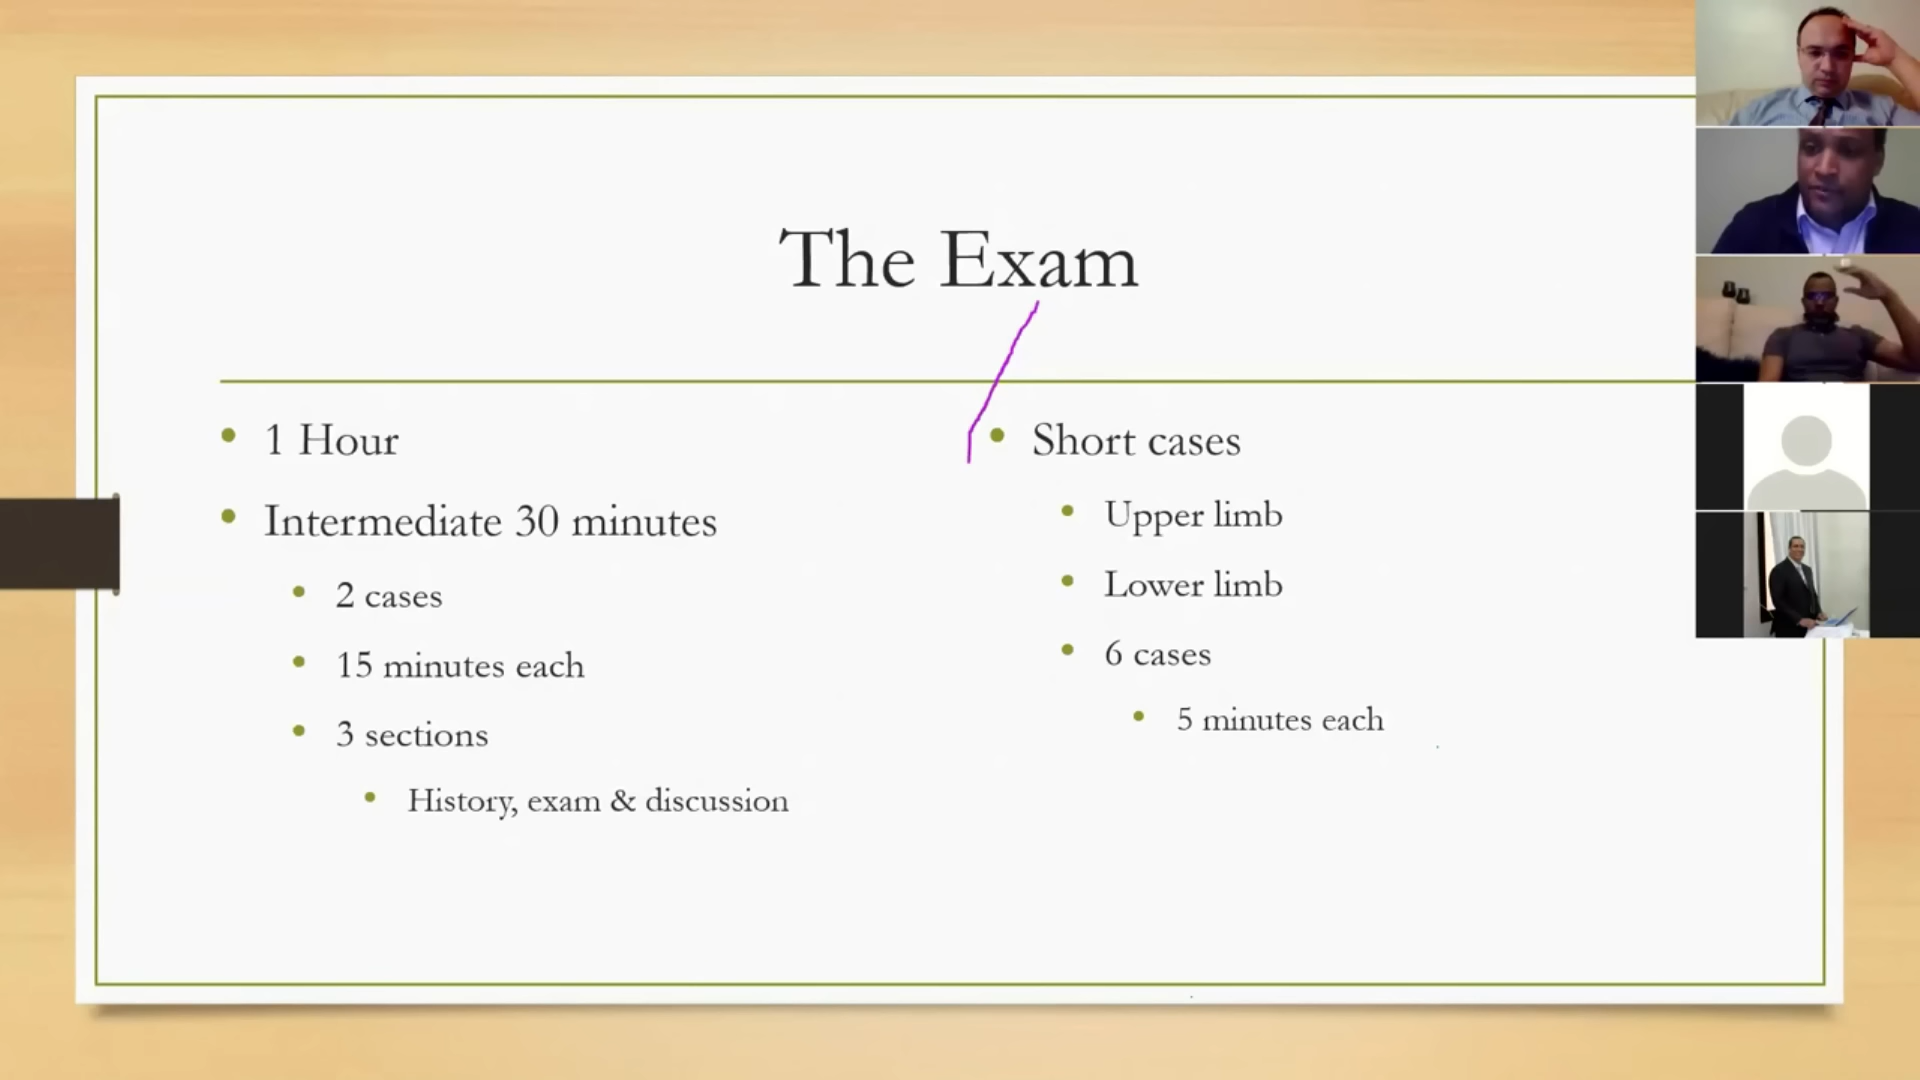 The Exam
1 Hour
Intermediate 30 minutes
2 cases
15 minutes each
3 sections
History, exam & discussion
Short cases
Upper limb
Lower limb
6 cases
5 minutes each